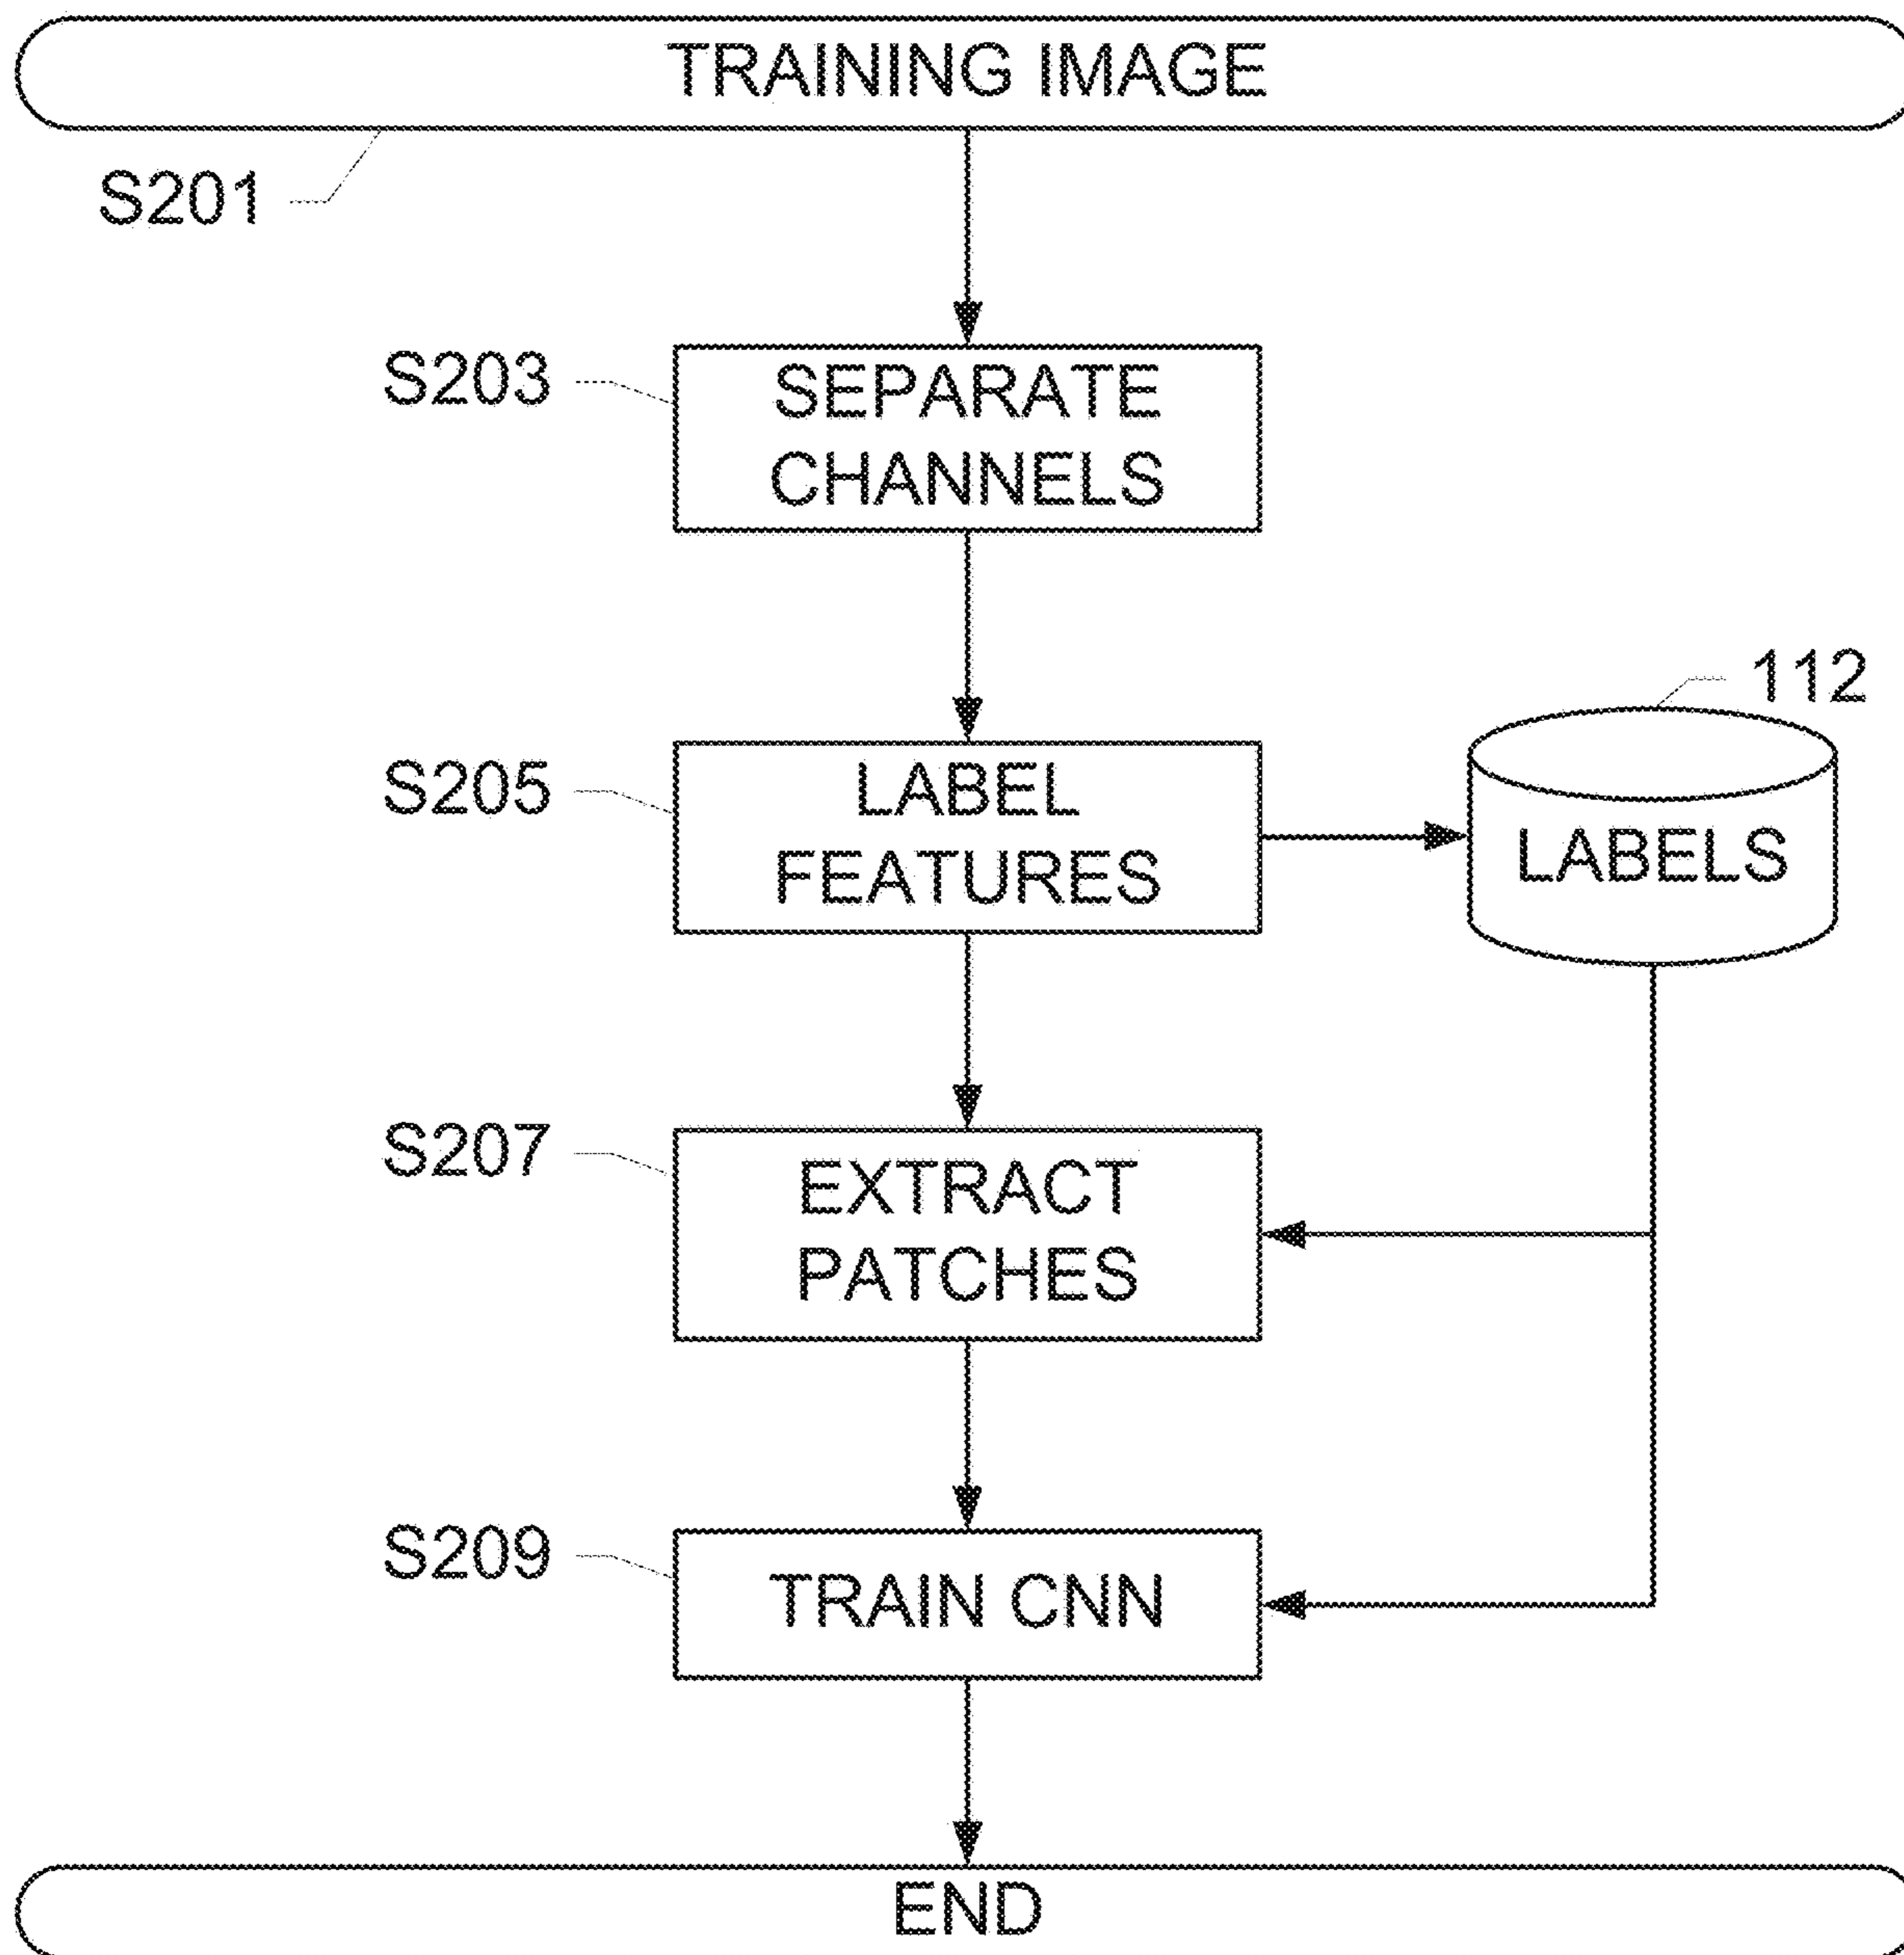 TRAINING IMAGE
S201
S203
SEPARATE
CHANNELS
112
S205
LABEL
FEATURES
LABELS
S207
EXTRACT
PATCHES
S209
TRAIN CNN
END